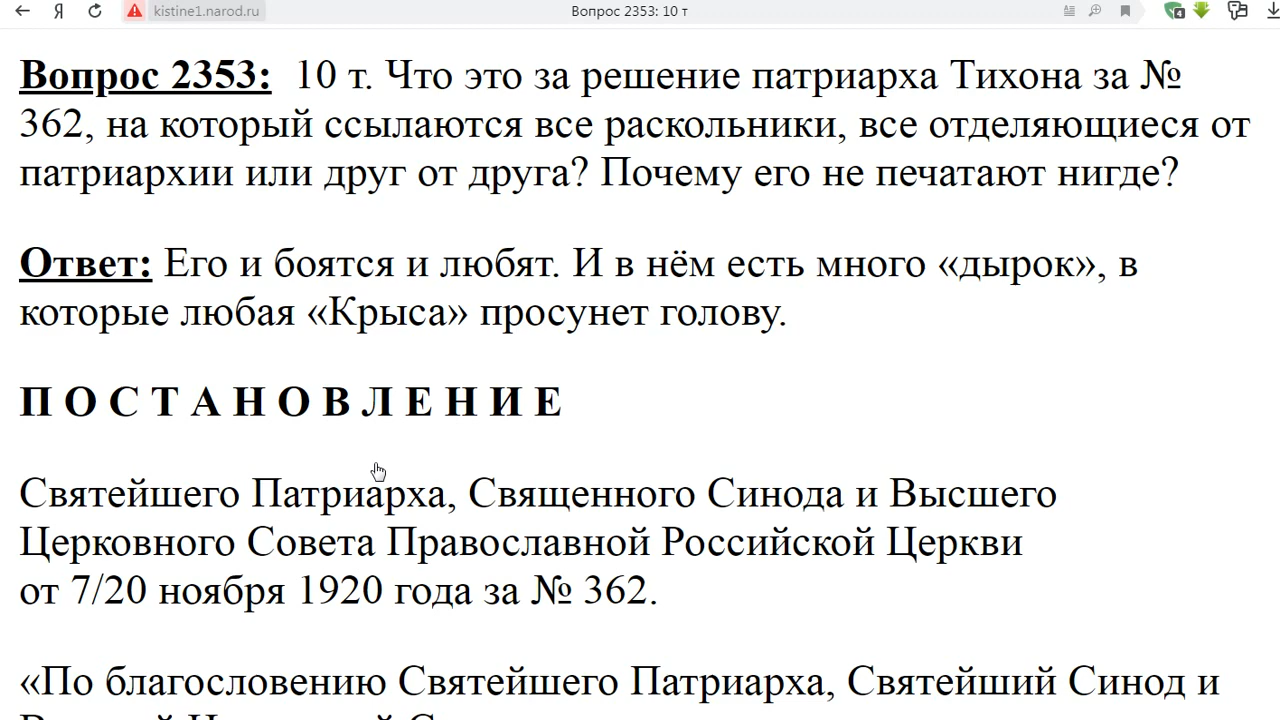 kistine1.narod.ru
Вопрос 2353: 10 т
4
Вопрос 2353: 10 т. Что это за решение патриарха Тихона за №
362, на который ссылаются все раскольники, все отделяющиеся от
патриархии или друг от друга? Почему его не печатают нигде?
Ответ: Его и боятся и любят. И в нём есть много «дырок», в
которые любая «Крыса» просунет голову.
П О С Т А Н О В Л Е Н И Е
Святейшего Патриарха, Священного Синода и Высшего
Церковного Совета Православной Российской Церкви
от 7/20 ноября 1920 года за № 362.
«По благословению Святейшего Патриарха, Святейший Синод и